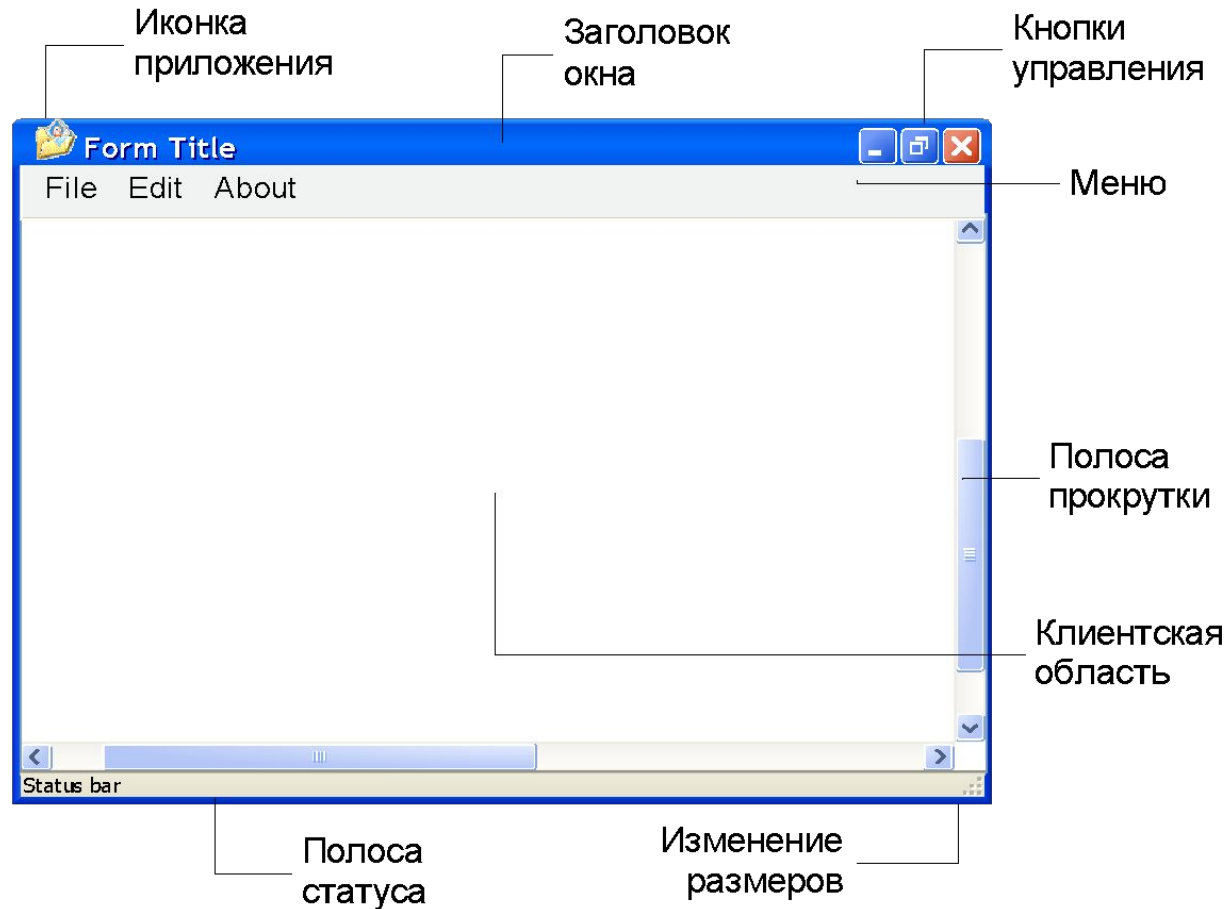 Иконка
приложения
Заголовок
окна
Кнопки
управления
Form Title
File Edit About
Меню
Полоса
прокрутки
Клиентская
область
Status bar
Полоса
статуса
Изменение
размеров